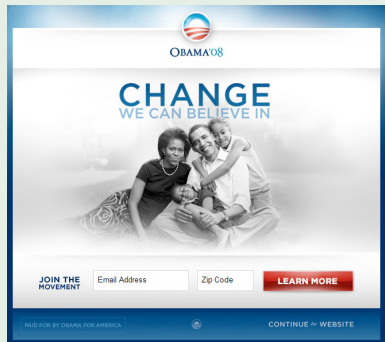 OBAMA'08
CHANGE
WE CAN BELIEVE IN
JOIN THE
MOVEMENT
Email Address
Zip Code
LEARN MORE
PAID FOR BY OBAMA FOR AMERICA
CONTINUE to WEBSITE